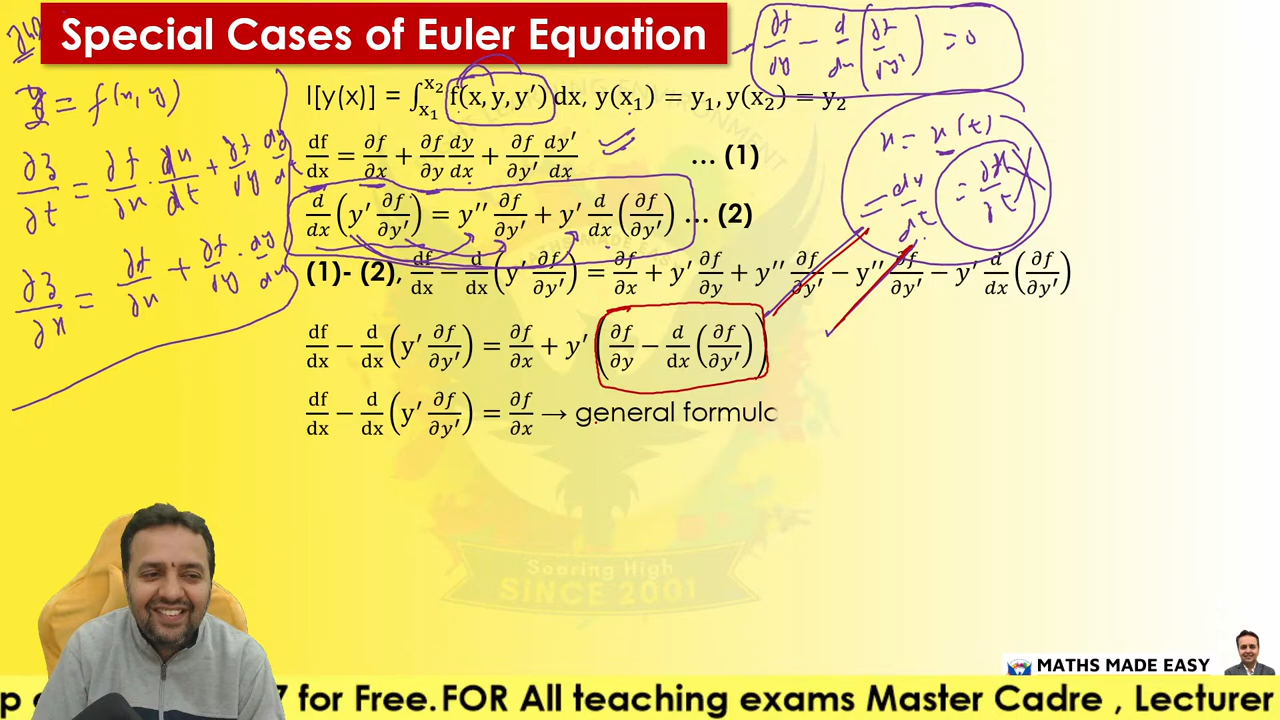 Special Cases of Euler Equation
∂f/∂y − d/dx (∂f/∂y') = 0
I[y(x)] = ∫_{x₁}^{x₂} f(x, y, y') dx, y(x₁) = y₁, y(x₂) = y₂
= f(x, y)
x = x(t)
df/dx = ∂f/∂x + ∂f/∂y dy/dx + ∂f/∂y' dy'/dx ... (1)
∂z/∂t = ∂f/∂x · dx/dt + ∂f/∂y dy/dt
d/dx (y' ∂f/∂y') = y'' ∂f/∂y' + y' d/dx (∂f/∂y') ... (2)
(1)- (2), df/dx − d/dx (y' ∂f/∂y') = ∂f/∂x + y' ∂f/∂y + y'' ∂f/∂y' − y'' ∂f/∂y' − y' d/dx (∂f/∂y')
∂z/∂x = ∂f/∂x + ∂f/∂y · dy/dx
df/dx − d/dx (y' ∂f/∂y') = ∂f/∂x + y' (∂f/∂y − d/dx (∂f/∂y'))
df/dx − d/dx (y' ∂f/∂y') = ∂f/∂x → general formula
Soaring High
SINCE 2001
MATHS MADE EASY
7 for Free. FOR All teaching exams Master Cadre , Lecturer